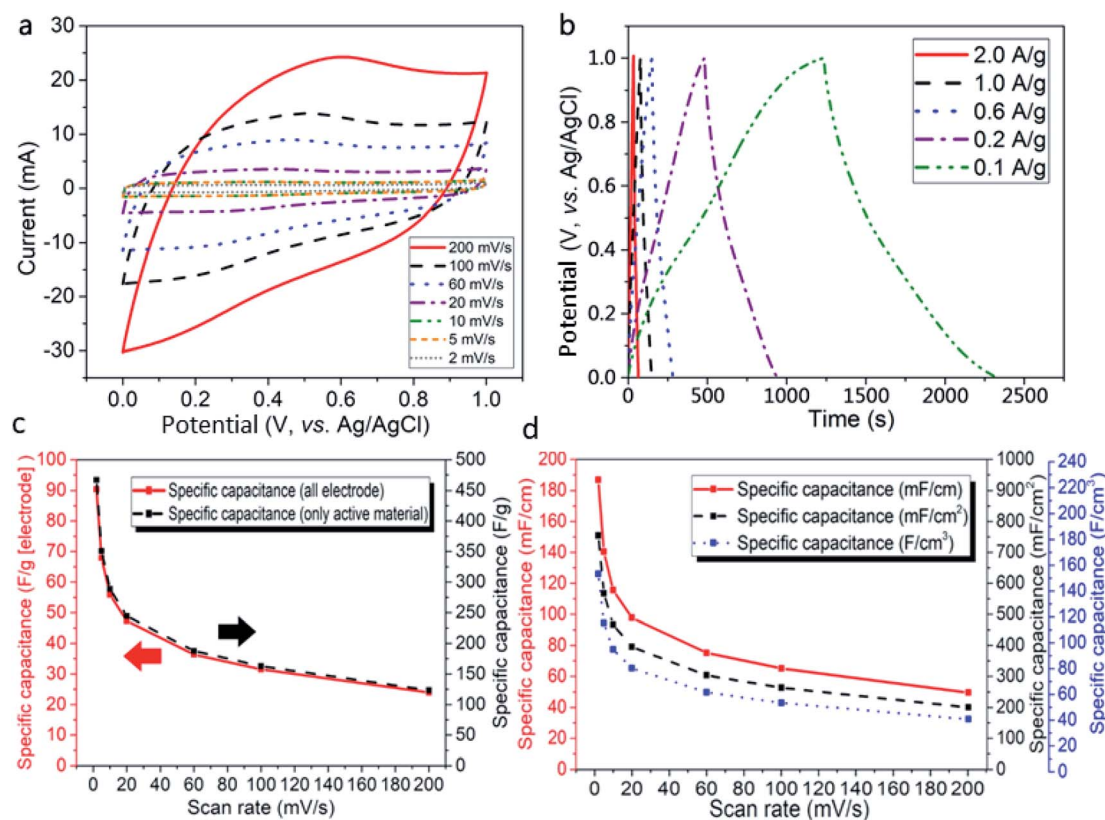 a
30
20
10
0
-10
-20
-30
Current (mA)
0.0 0.2 0.4 0.6 0.8 1.0
Potential (V, vs. Ag/AgCl)
200 mV/s
100 mV/s
60 mV/s
20 mV/s
10 mV/s
5 mV/s
2 mV/s
b
1.0
0.8
0.6
0.4
0.2
0.0
Potential (V, vs. Ag/AgCl)
0 500 1000 1500 2000 2500
Time (s)
2.0 A/g
1.0 A/g
0.6 A/g
0.2 A/g
0.1 A/g
c
Specific capacitance (F/g [electrode])
100
90
80
70
60
50
40
30
20
10
0
Specific capacitance (all electrode)
Specific capacitance (only active material)
500
450
400
350
300
250
200
150
100
50
0
Specific capacitance (F/g)
0 20 40 60 80 100 120 140 160 180 200
Scan rate (mV/s)
d
Specific capacitance (mF/cm)
200
180
160
140
120
100
80
60
40
20
0
Specific capacitance (mF/cm)
Specific capacitance (mF/cm²)
Specific capacitance (F/cm³)
1000
900
800
700
600
500
400
300
200
100
0
Specific capacitance (mF/cm²)
240
220
200
180
160
140
120
100
80
60
40
20
0
Specific capacitance (F/cm³)
0 20 40 60 80 100 120 140 160 180 200
Scan rate (mV/s)